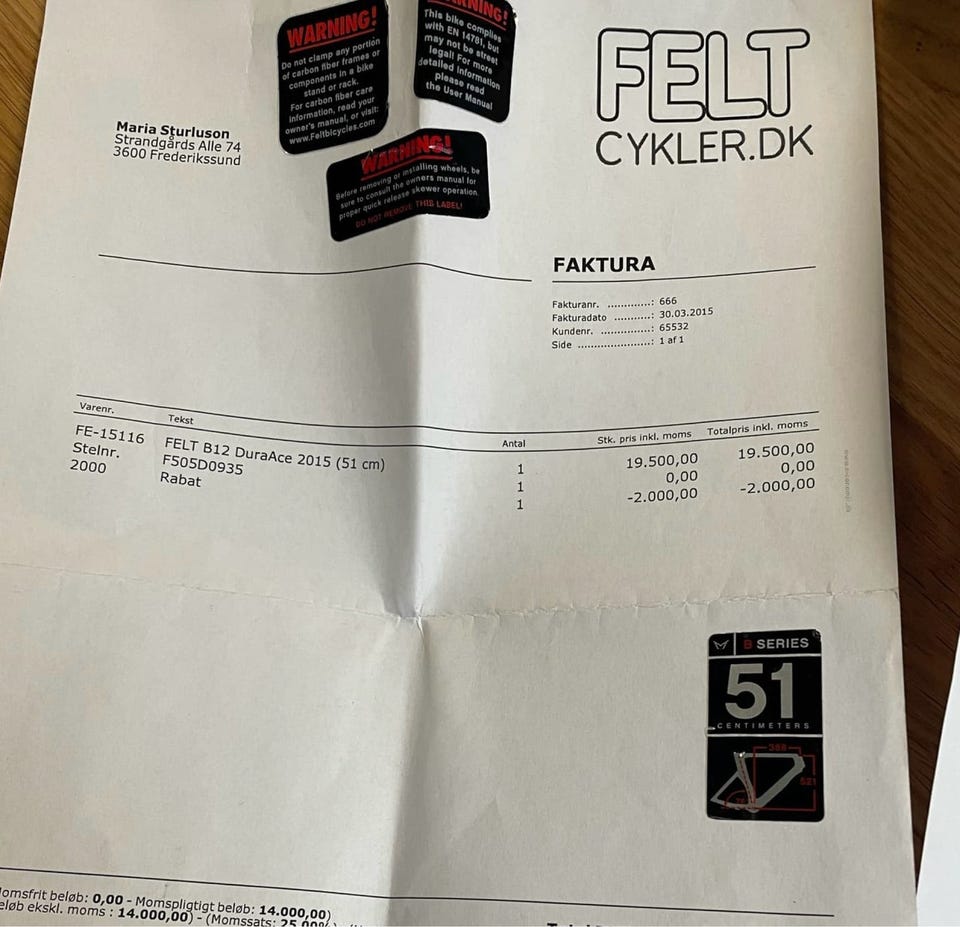 WARNING!
Do not clamp any portion
of carbon fiber frames or
components in a bike
stand or rack.
For carbon fiber care
information, read your
owner's manual, or visit:
www.Feltbicycles.com
WARNING!
This bike complies
with EN 14781, but
may not be street
legal! For more
detailed information
please read
the User Manual
WARNING!
Before removing or installing wheels, be
sure to consult the owners manual for
proper quick release skewer operation.
DO NOT REMOVE THIS LABEL!
FELT
CYKLER.DK
Maria Sturluson
Strandgårds Alle 74
3600 Frederikssund
FAKTURA
Fakturanr. .............: 666
Fakturadato ..........: 30.03.2015
Kundenr. ..............: 65532
Side .....................: 1 af 1
Varenr. Tekst Antal Stk. pris inkl. moms Totalpris inkl. moms
FE-15116 FELT B12 DuraAce 2015 (51 cm) 1 19.500,00 19.500,00
Stelnr. F505D0935 1 0,00 0,00
2000 Rabat 1 -2.000,00 -2.000,00
B SERIES
51
CENTIMETERS
388
521
omsfrit beløb: 0,00 - Momspligtigt beløb: 14.000,00)
eløb ekskl. moms : 14.000,00) - (Momssats: 25,00%)